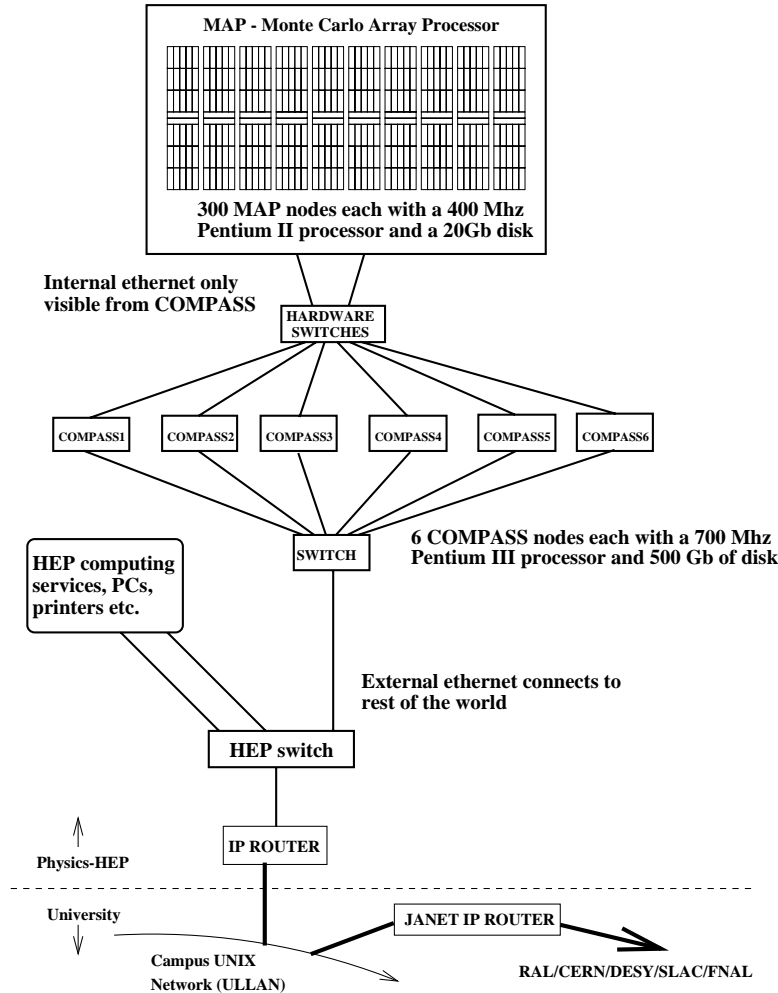 MAP - Monte Carlo Array Processor
300 MAP nodes each with a 400 Mhz
Pentium II processor and a 20Gb disk
Internal ethernet only
visible from COMPASS
HARDWARE
SWITCHES
COMPASS1
COMPASS2
COMPASS3
COMPASS4
COMPASS5
COMPASS6
SWITCH
6 COMPASS nodes each with a 700 Mhz
Pentium III processor and 500 Gb of disk
HEP computing
services, PCs,
printers etc.
External ethernet connects to
rest of the world
HEP switch
IP ROUTER
Physics-HEP
University
JANET IP ROUTER
Campus UNIX
Network (ULLAN)
RAL/CERN/DESY/SLAC/FNAL